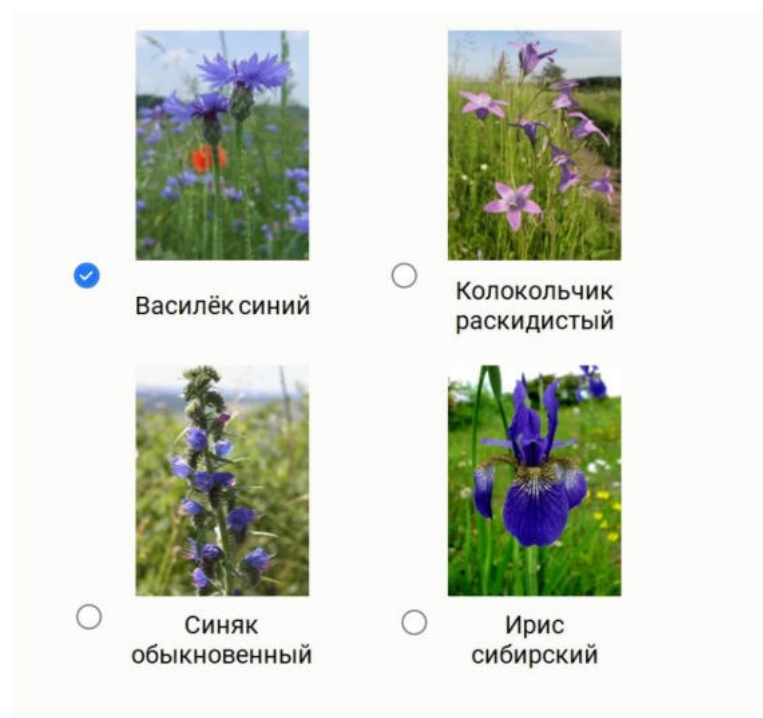 Василёк синий
Колокольчик
раскидистый
Синяк
обыкновенный
Ирис
сибирский